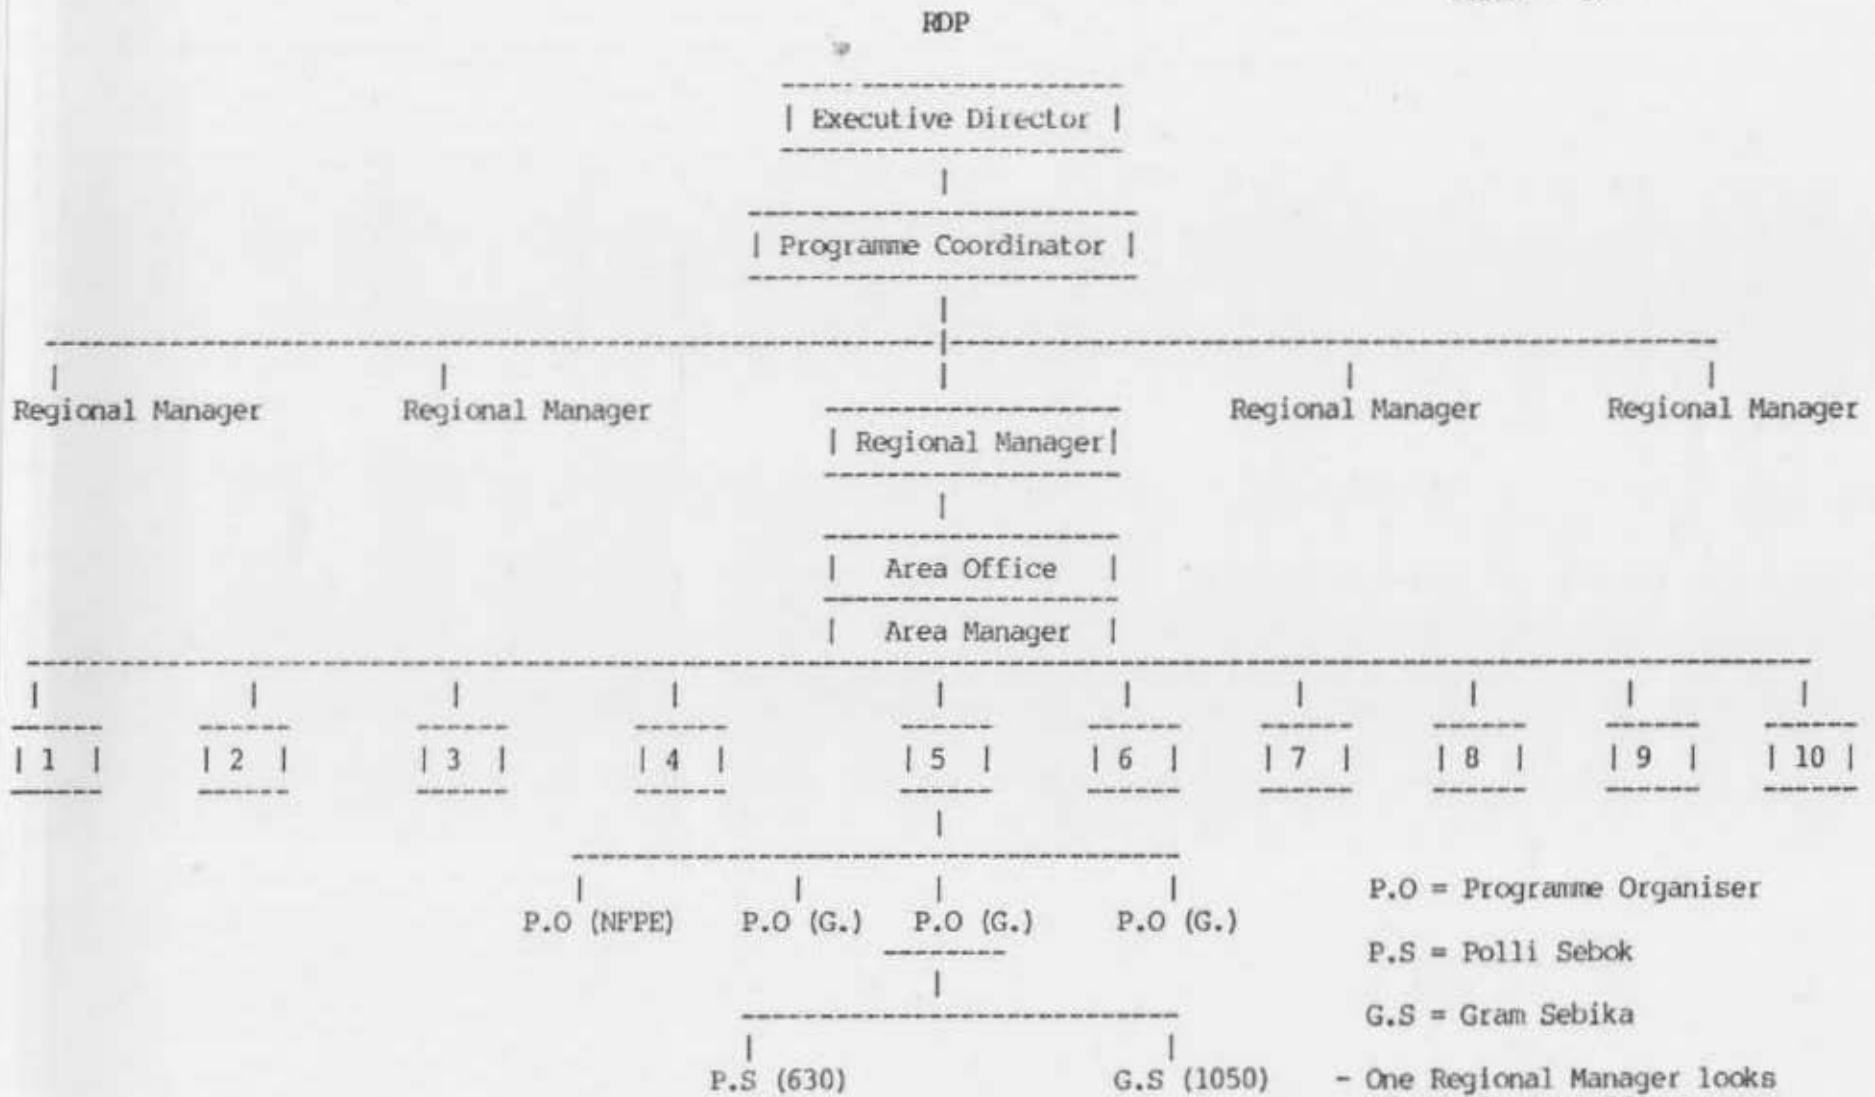 RDP
Executive Director
Programme Coordinator
Regional Manager Regional Manager Regional Manager Regional Manager
Regional Manager
Area Office
Area Manager
1 2 3 4 5 6 7 8 9 10
P.O = Programme Organiser
P.O (NFPE) P.O (G.) P.O (G.) P.O (G.)
P.S = Polli Sebok
G.S = Gram Sebika
P.S (630) G.S (1050) - One Regional Manager looks